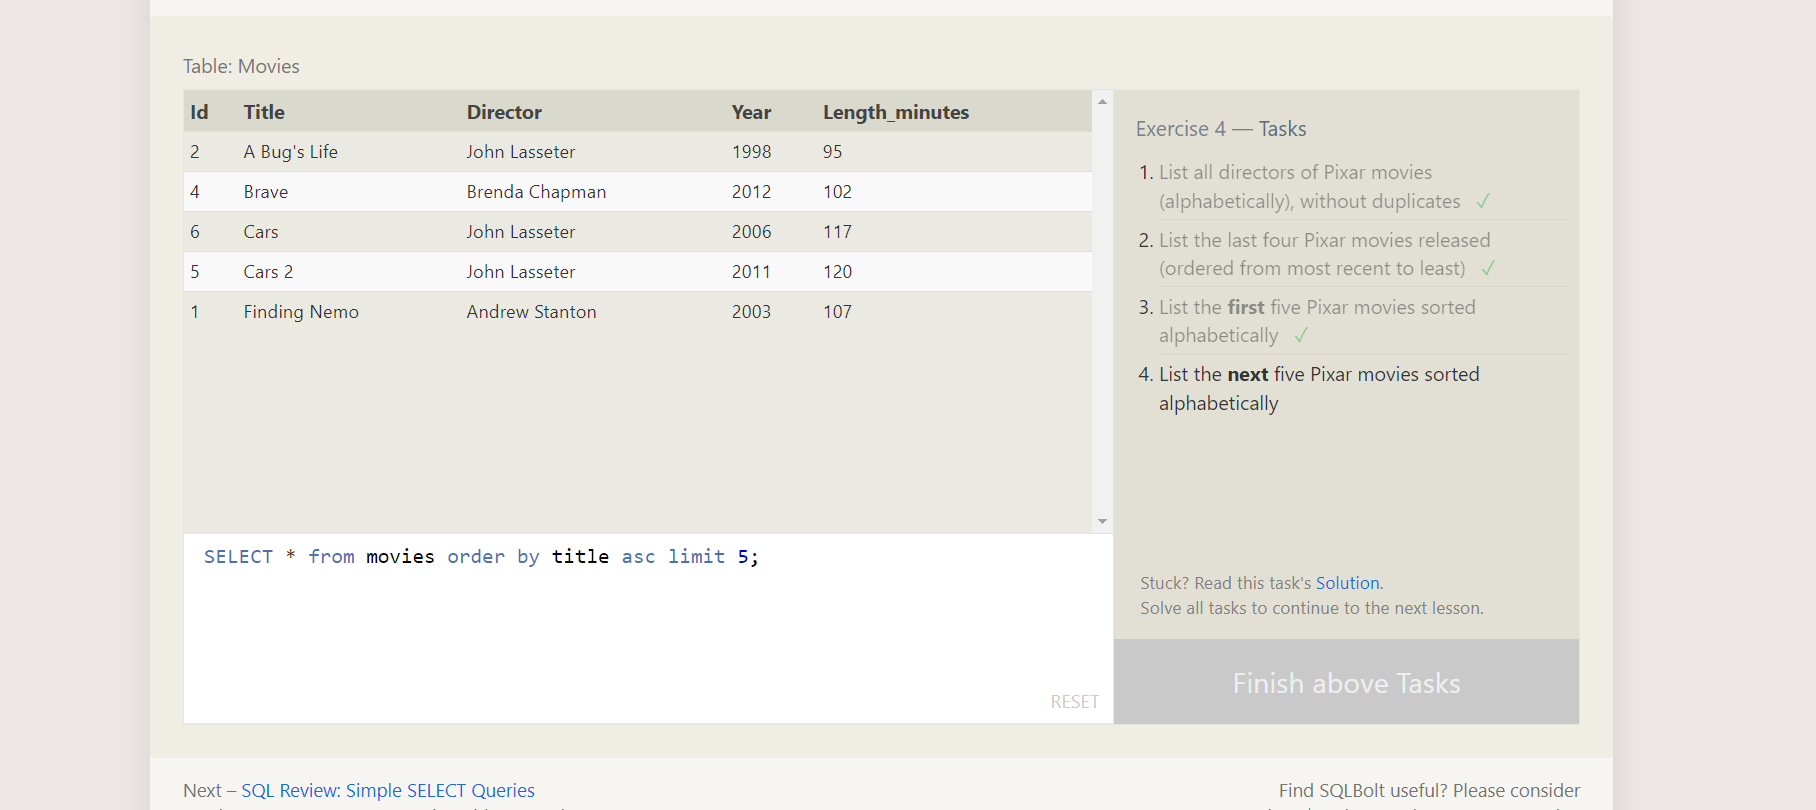 Table: Movies
Id Title Director Year Length_minutes
2 A Bug's Life John Lasseter 1998 95
4 Brave Brenda Chapman 2012 102
6 Cars John Lasseter 2006 117
5 Cars 2 John Lasseter 2011 120
1 Finding Nemo Andrew Stanton 2003 107
SELECT * from movies order by title asc limit 5;
RESET
Exercise 4 — Tasks
1. List all directors of Pixar movies
(alphabetically), without duplicates ✓
2. List the last four Pixar movies released
(ordered from most recent to least) ✓
3. List the first five Pixar movies sorted
alphabetically ✓
4. List the next five Pixar movies sorted
alphabetically
Stuck? Read this task's Solution.
Solve all tasks to continue to the next lesson.
Finish above Tasks
Next – SQL Review: Simple SELECT Queries
Find SQLBolt useful? Please consider